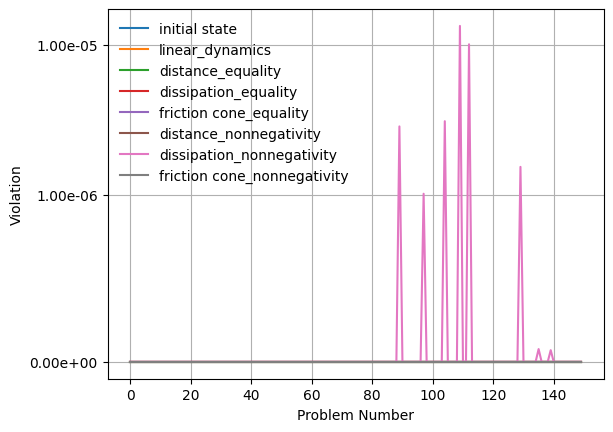 initial state
linear_dynamics
distance_equality
dissipation_equality
friction cone_equality
distance_nonnegativity
dissipation_nonnegativity
friction cone_nonnegativity
1.00e-05
1.00e-06
0.00e+00
Violation
0 20 40 60 80 100 120 140
Problem Number